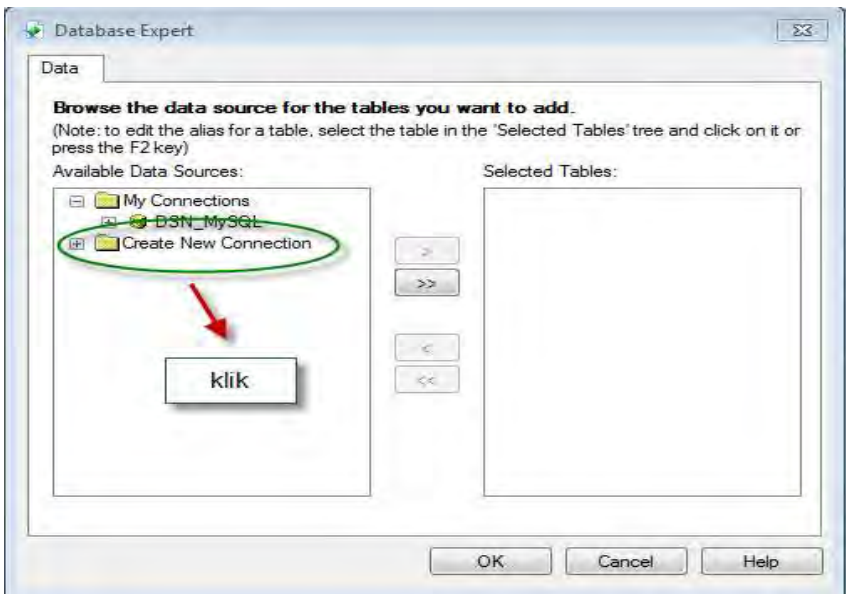 Database Expert
Data
Browse the data source for the tables you want to add.
(Note: to edit the alias for a table, select the table in the 'Selected Tables' tree and click on it or
press the F2 key)
Available Data Sources:
Selected Tables:
My Connections
DSN_MySQL
Create New Connection
>
>>
<
<<
klik
OK
Cancel
Help